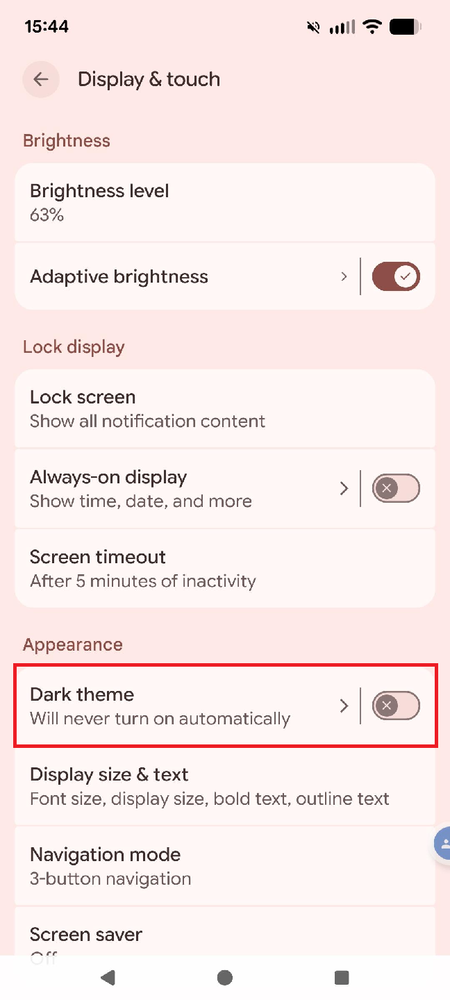 15:44
Display & touch
Brightness
Brightness level
63%
Adaptive brightness
Lock display
Lock screen
Show all notification content
Always-on display
Show time, date, and more
Screen timeout
After 5 minutes of inactivity
Appearance
Dark theme
Will never turn on automatically
Display size & text
Font size, display size, bold text, outline text
Navigation mode
3-button navigation
Screen saver
Off